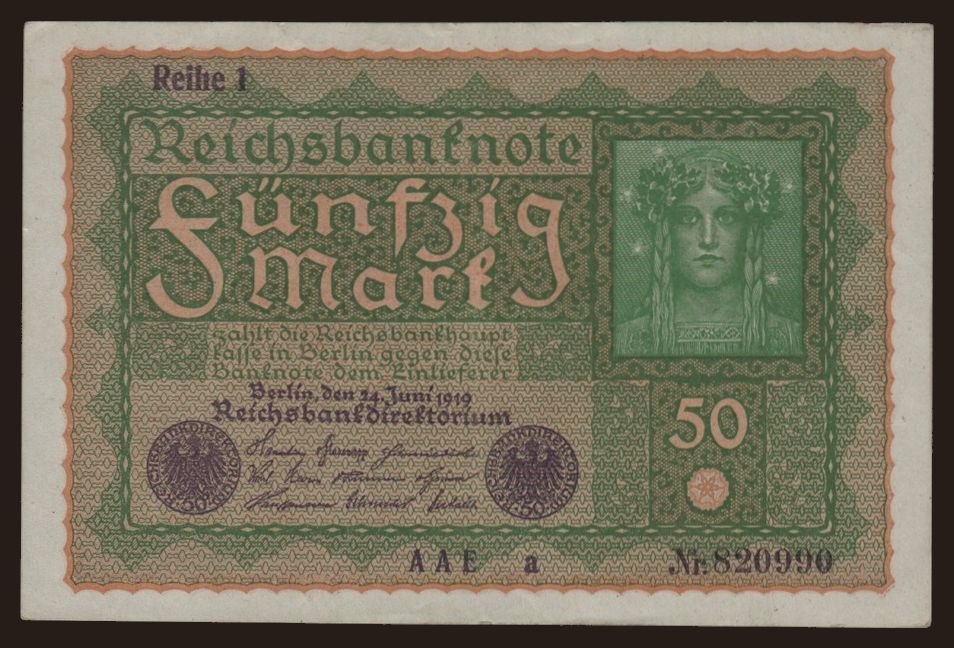 Reihe 1
Reichsbanknote
Fünfzig
Mark
zahlt die Reichsbankhaupt
kasse in Berlin gegen diese
Banknote dem Einlieferer
Berlin, den 24. Juni 1919
Reichsbankdirektorium
50
A A E a
Nr. 820990